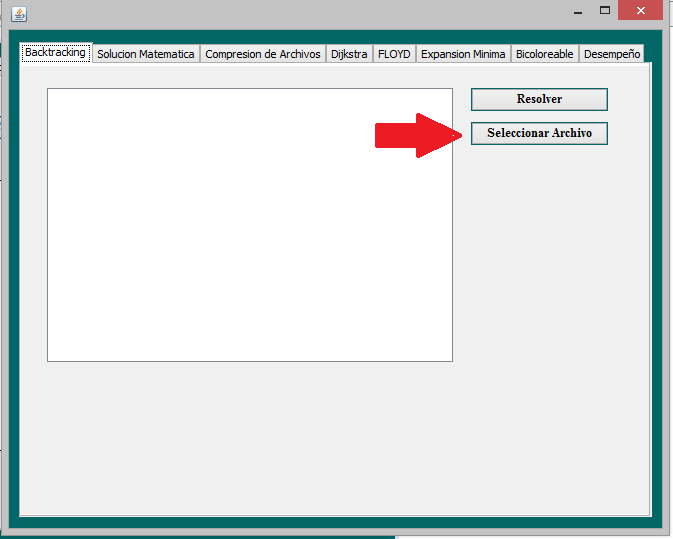 Backtracking Solucion Matematica Compresion de Archivos Dijkstra FLOYD Expansion Minima Bicoloreable Desempeño
Resolver
Seleccionar Archivo